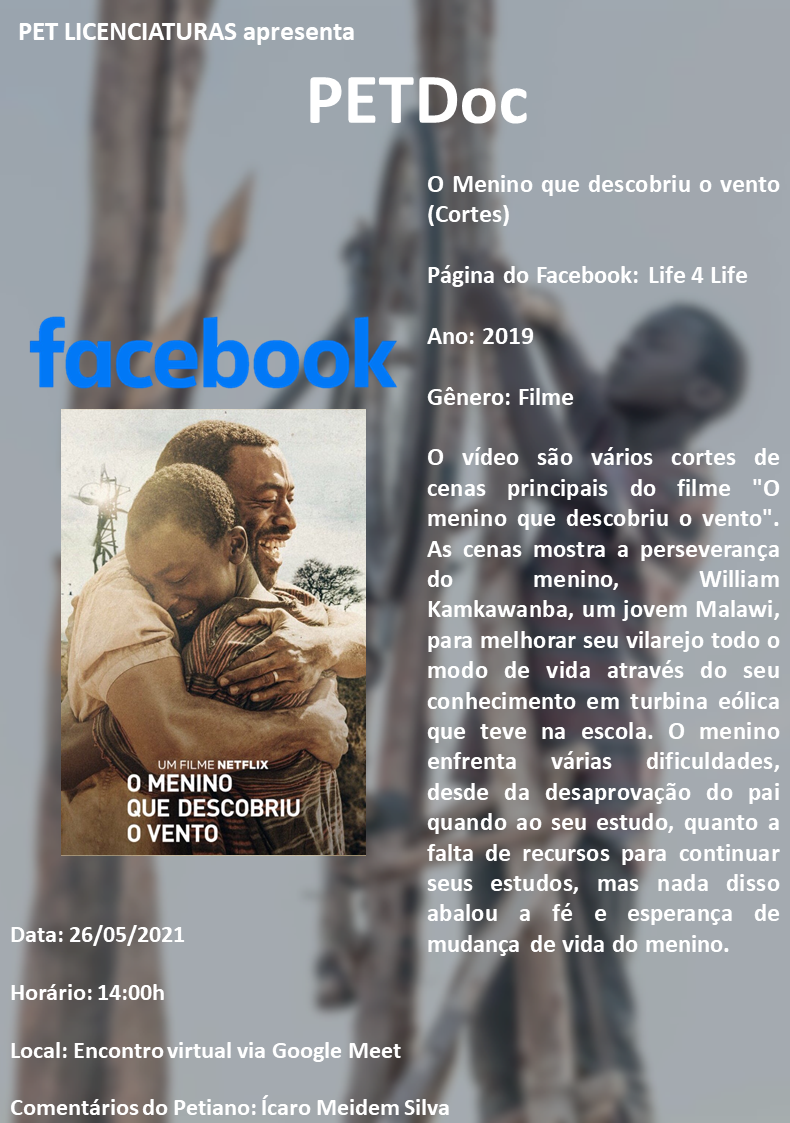 PET LICENCIATURAS apresenta
PETDoc
O Menino que descobriu o vento
(Cortes)
Página do Facebook: Life 4 Life
Ano: 2019
Gênero: Filme
O vídeo são vários cortes de
cenas principais do filme "O
menino que descobriu o vento".
As cenas mostra a perseverança
do menino, William
Kamkawanba, um jovem Malawi,
para melhorar seu vilarejo todo o
modo de vida através do seu
conhecimento em turbina eólica
que teve na escola. O menino
enfrenta várias dificuldades,
desde da desaprovação do pai
quando ao seu estudo, quanto a
falta de recursos para continuar
seus estudos, mas nada disso
abalou a fé e esperança de
mudança de vida do menino.
facebook
UM FILME NETFLIX
O MENINO
QUE DESCOBRIU
O VENTO
Data: 26/05/2021
Horário: 14:00h
Local: Encontro virtual via Google Meet
Comentários do Petiano: Ícaro Meidem Silva